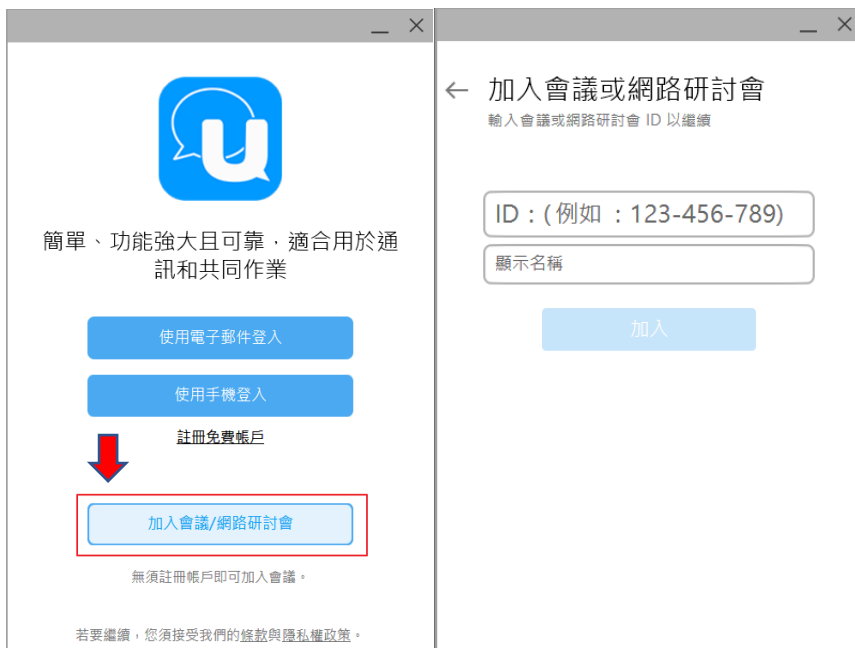 U
簡單、功能強大且可靠，適合用於通
訊和共同作業
使用電子郵件登入
使用手機登入
註冊免費帳戶
加入會議/網路研討會
無須註冊帳戶即可加入會議。
若要繼續，您須接受我們的條款與隱私權政策。
加入會議或網路研討會
輸入會議或網路研討會 ID 以繼續
ID：(例如 ：123-456-789)
顯示名稱
加入